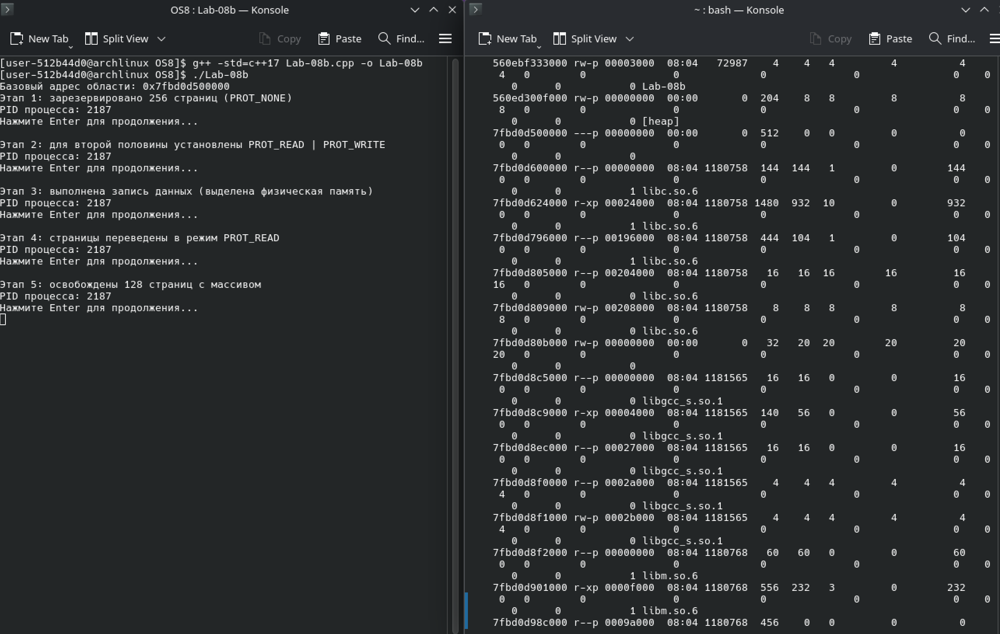 OS8 : Lab-08b — Konsole
New Tab Split View Copy Paste Find...
[user-512b44d0@archlinux OS8]$ g++ -std=c++17 Lab-08b.cpp -o Lab-08b
[user-512b44d0@archlinux OS8]$ ./Lab-08b
Базовый адрес области: 0x7fbd0d500000
Этап 1: зарезервировано 256 страниц (PROT_NONE)
PID процесса: 2187
Нажмите Enter для продолжения...
Этап 2: для второй половины установлены PROT_READ | PROT_WRITE
PID процесса: 2187
Нажмите Enter для продолжения...
Этап 3: выполнена запись данных (выделена физическая память)
PID процесса: 2187
Нажмите Enter для продолжения...
Этап 4: страницы переведены в режим PROT_READ
PID процесса: 2187
Нажмите Enter для продолжения...
Этап 5: освобождены 128 страниц с массивом
PID процесса: 2187
Нажмите Enter для продолжения...
~ : bash — Konsole
New Tab Split View Copy Paste Find...
560ebf333000 rw-p 00003000 08:04 72987 4 4 4 4 4
4 0 0 0 0 0 0 0
0 0 0 Lab-08b
560ed300f000 rw-p 00000000 00:00 0 204 8 8 8 8
8 0 0 0 0 0 0 0
0 0 0 [heap]
7fbd0d500000 ---p 00000000 00:00 0 512 0 0 0 0
0 0 0 0 0 0 0 0
0 0 0
7fbd0d600000 r--p 00000000 08:04 1180758 144 144 1 0 144
0 0 0 0 0 0 0 0
0 0 1 libc.so.6
7fbd0d624000 r-xp 00024000 08:04 1180758 1480 932 10 0 932
0 0 0 0 0 0 0 0
0 0 1 libc.so.6
7fbd0d796000 r--p 00196000 08:04 1180758 444 104 1 0 104
0 0 0 0 0 0 0 0
0 0 1 libc.so.6
7fbd0d805000 r--p 00204000 08:04 1180758 16 16 16 16 16
16 0 0 0 0 0 0 0
0 0 0 libc.so.6
7fbd0d809000 rw-p 00208000 08:04 1180758 8 8 8 8 8
8 0 0 0 0 0 0 0
0 0 0 libc.so.6
7fbd0d80b000 rw-p 00000000 00:00 0 32 20 20 20 20
20 0 0 0 0 0 0 0
0 0 0
7fbd0d8c5000 r--p 00000000 08:04 1181565 16 16 0 0 16
0 0 0 0 0 0 0 0
0 0 0 libgcc_s.so.1
7fbd0d8c9000 r-xp 00004000 08:04 1181565 140 56 0 0 56
0 0 0 0 0 0 0 0
0 0 0 libgcc_s.so.1
7fbd0d8ec000 r--p 00027000 08:04 1181565 16 16 0 0 16
0 0 0 0 0 0 0 0
0 0 0 libgcc_s.so.1
7fbd0d8f0000 r--p 0002a000 08:04 1181565 4 4 4 4 4
4 0 0 0 0 0 0 0
0 0 0 libgcc_s.so.1
7fbd0d8f1000 rw-p 0002b000 08:04 1181565 4 4 4 4 4
4 0 0 0 0 0 0 0
0 0 0 libgcc_s.so.1
7fbd0d8f2000 r--p 00000000 08:04 1180768 60 60 0 0 60
0 0 0 0 0 0 0 0
0 0 1 libm.so.6
7fbd0d901000 r-xp 0000f000 08:04 1180768 556 232 3 0 232
0 0 0 0 0 0 0 0
0 0 1 libm.so.6
7fbd0d98c000 r--p 0009a000 08:04 1180768 456 0 0 0 0